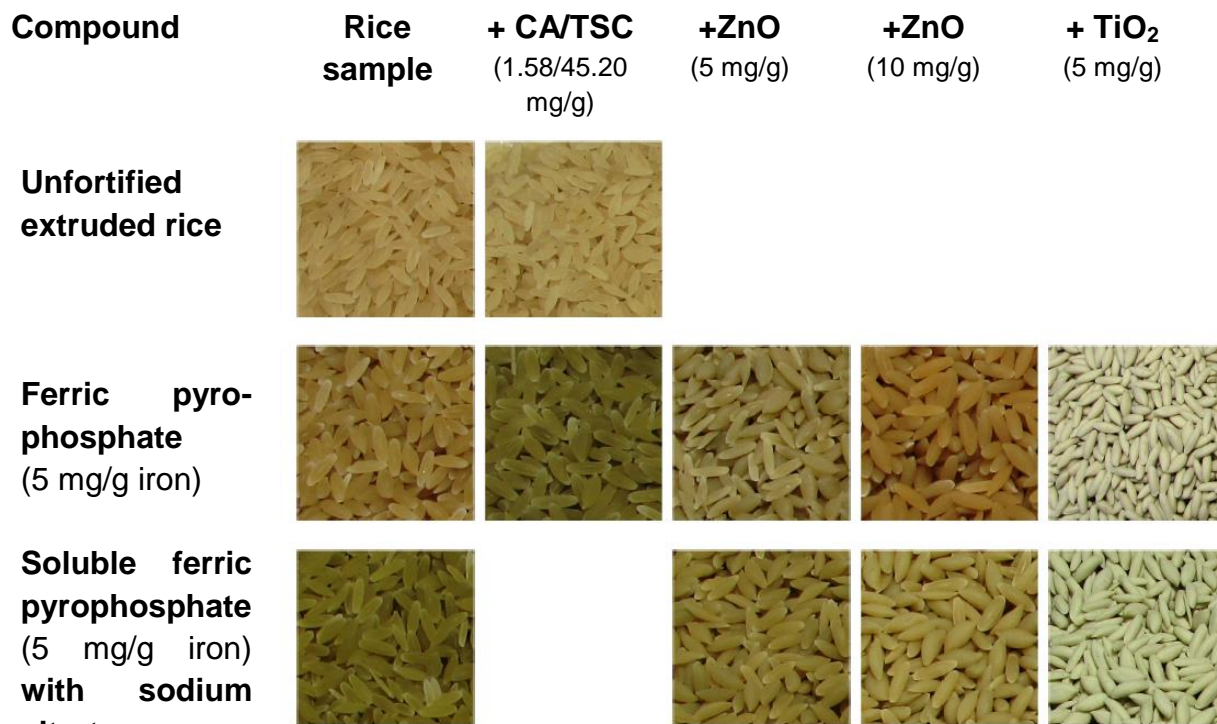 Compound Rice + CA/TSC +ZnO +ZnO + TiO₂
sample (1.58/45.20 (5 mg/g) (10 mg/g) (5 mg/g)
mg/g)
Unfortified
extruded rice
Ferric pyro-
phosphate
(5 mg/g iron)
Soluble ferric
pyrophosphate
(5 mg/g iron)
with sodium